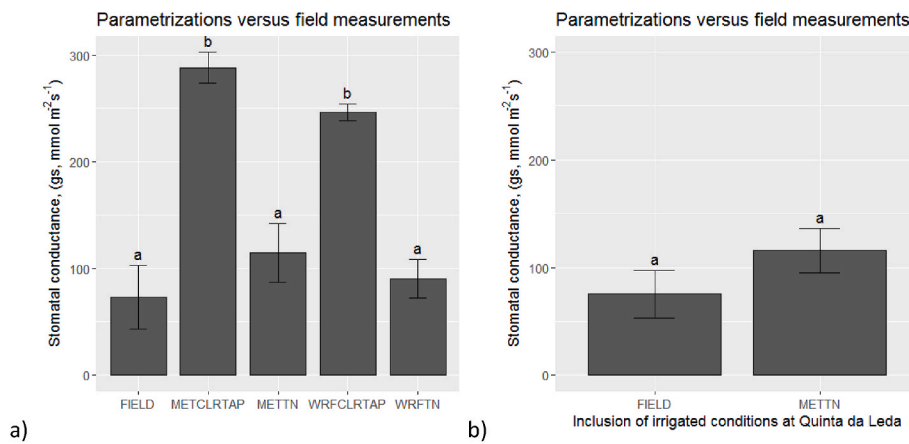 Parametrizations versus field measurements
Stomatal conductance, (gs, mmol m⁻²s⁻¹)
300
200
100
0
a
b
a
b
a
FIELD
METCLRTAP
METTN
WRFCLRTAP
WRFTN
a)
Parametrizations versus field measurements
Stomatal conductance, (gs, mmol m⁻²s⁻¹)
300
200
100
0
a
a
FIELD
METTN
Inclusion of irrigated conditions at Quinta da Leda
b)